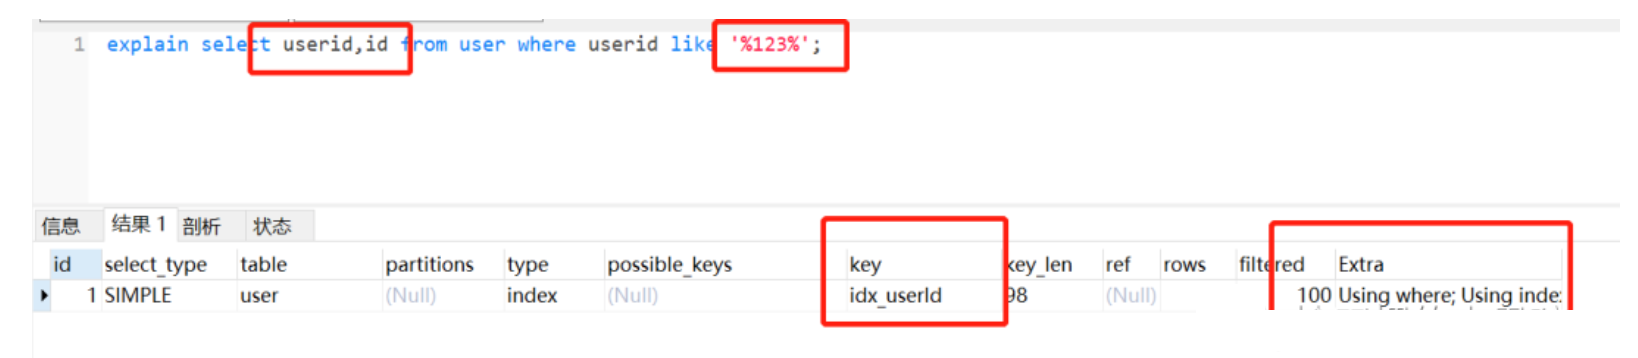 1 explain select userid,id from user where userid like '%123%';
信息 结果 1 剖析 状态
id select_type table partitions type possible_keys key key_len ref rows filtered Extra
1 SIMPLE user (Null) index (Null) idx_userId 98 (Null) 100 Using where; Using inde